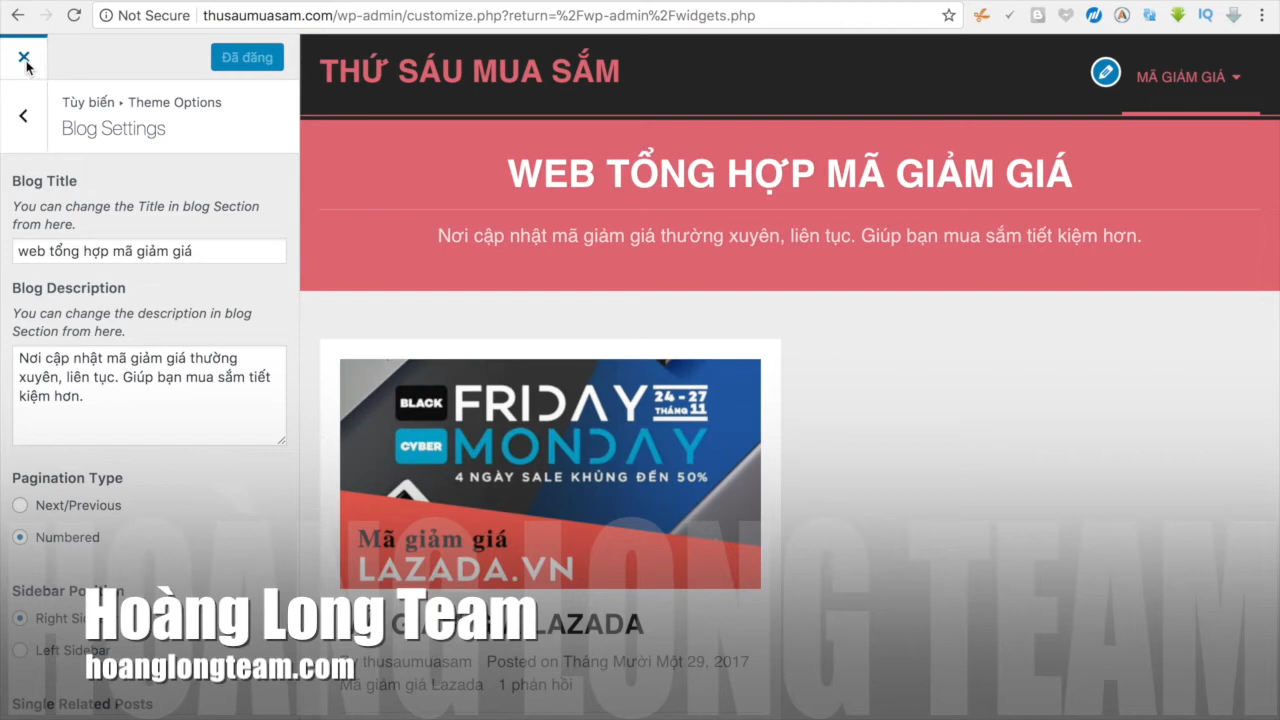 Not Secure thusaumuasam.com/wp-admin/customize.php?return=%2Fwp-admin%2Fwidgets.php
IQ
Đã đăng
Tùy biến ▸ Theme Options
Blog Settings
Blog Title
You can change the Title in blog Section
from here.
web tổng hợp mã giảm giá
Blog Description
You can change the description in blog
Section from here.
Nơi cập nhật mã giảm giá thường
xuyên, liên tục. Giúp bạn mua sắm tiết
kiệm hơn.
Pagination Type
Next/Previous
Numbered
Sidebar
Right
Left Sidebar
Single Related Posts
THỨ SÁU MUA SẮM
MÃ GIẢM GIÁ
WEB TỔNG HỢP MÃ GIẢM GIÁ
Nơi cập nhật mã giảm giá thường xuyên, liên tục. Giúp bạn mua sắm tiết kiệm hơn.
BLACK FRIDAY 24 - 27
THÁNG 11
CYBER MONDAY
4 NGÀY SALE KHỦNG ĐẾN 50%
Mã giảm giá
LAZADA.VN
LAZADA
By thusaumuasam Posted on Tháng Mười Một 29, 2017
Mã giảm giá Lazada 1 phản hồi
HOÀNG LONG TEAM
Hoàng Long Team
hoanglongteam.com